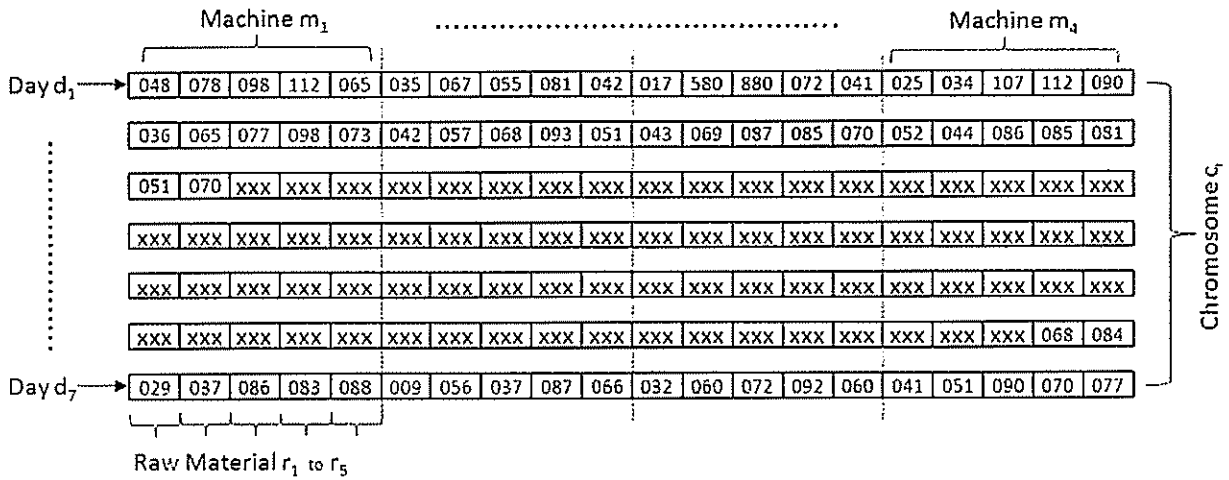 Machine m₁ Machine m₄
Day d₁ 048 078 098 112 065 035 067 055 081 042 017 580 880 072 041 025 034 107 112 090
036 065 077 098 073 042 057 068 093 051 043 069 087 085 070 052 044 086 085 081
051 070 xxx xxx xxx xxx xxx xxx xxx xxx xxx xxx xxx xxx xxx xxx xxx xxx xxx xxx
xxx xxx xxx xxx xxx xxx xxx xxx xxx xxx xxx xxx xxx xxx xxx xxx xxx xxx xxx xxx
xxx xxx xxx xxx xxx xxx xxx xxx xxx xxx xxx xxx xxx xxx xxx xxx xxx xxx xxx xxx
xxx xxx xxx xxx xxx xxx xxx xxx xxx xxx xxx xxx xxx xxx xxx xxx xxx xxx 068 084
Day d₇ 029 037 086 083 088 009 056 037 087 066 032 060 072 092 060 041 051 090 070 077
Raw Material r₁ to r₅
Chromosome